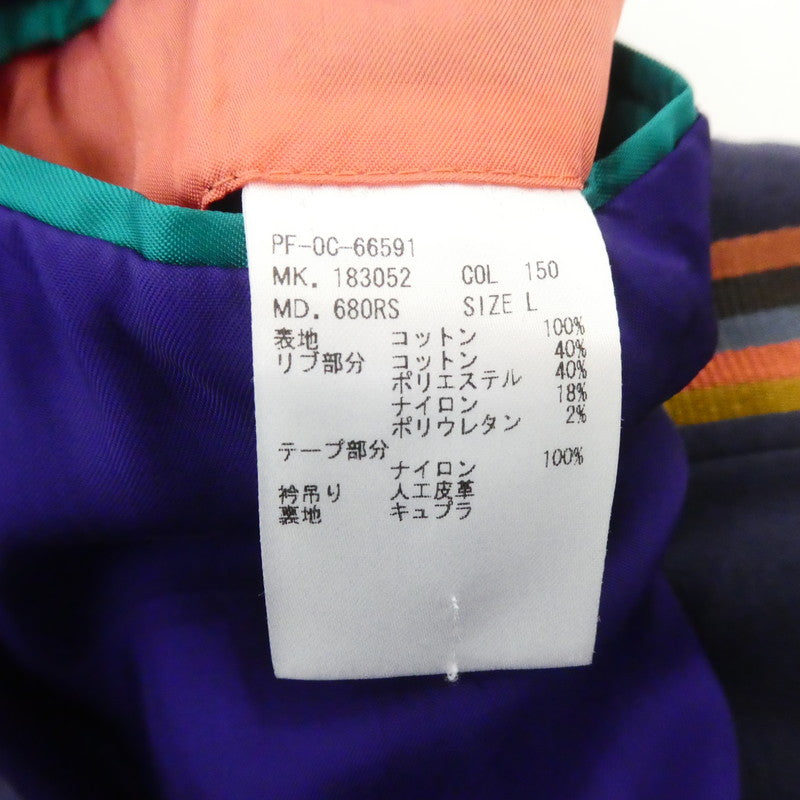 PF-OC-66591
MK. 183052 COL 150
MD. 680RS SIZE L
表地 コットン 100%
リブ部分 コットン 40%
ポリエステル 40%
ナイロン 18%
ポリウレタン 2%
テープ部分
ナイロン 100%
衿吊り 人工皮革
裏地 キュプラ